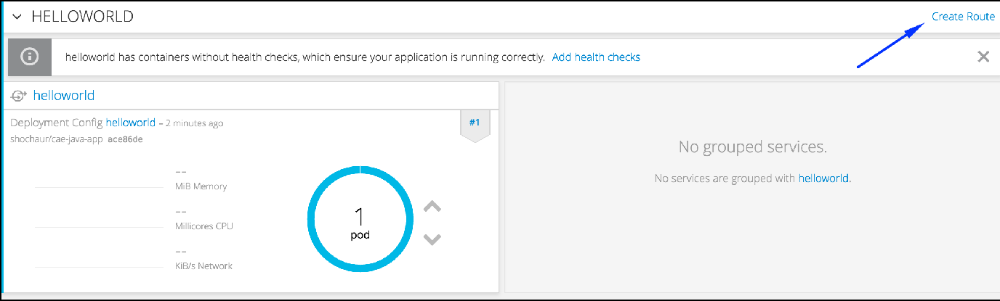 HELLOWORLD
Create Route
helloworld has containers without health checks, which ensure your application is running correctly. Add health checks
helloworld
Deployment Config helloworld – 2 minutes ago
#1
shochaur/cae-java-app ace86de
--
MiB Memory
--
Millicores CPU
--
KiB/s Network
1
pod
No grouped services.
No services are grouped with helloworld.